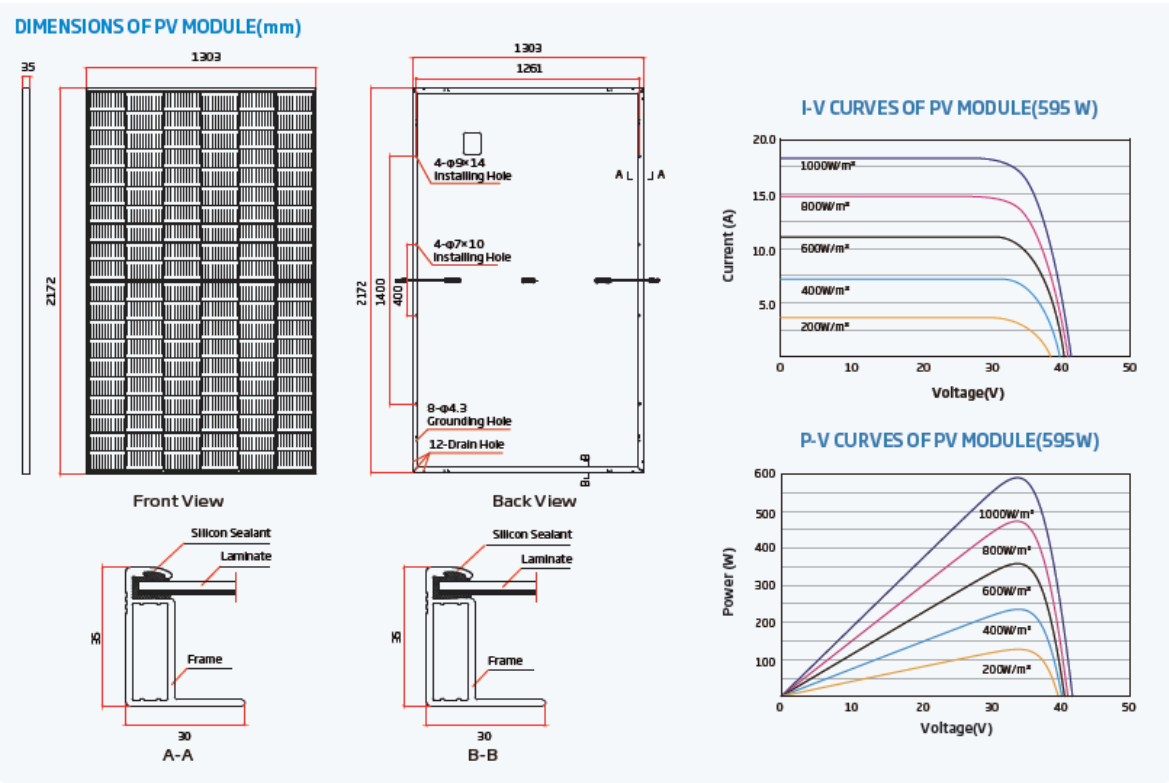 DIMENSIONS OF PV MODULE(mm)
35
1303
2172
Front View
1303
1261
4-φ9×14
Installing Hole
A A
4-φ7×10
Installing Hole
2172
1400
400
8-φ4.3
Grounding Hole
12-Drain Hole
B
B
Back View
Silicon Sealant
Laminate
35
Frame
30
A-A
Silicon Sealant
Laminate
35
Frame
30
B-B
I-V CURVES OF PV MODULE(595 W)
Current (A)
20.0
15.0
10.0
5.0
1000W/m²
800W/m²
600W/m²
400W/m²
200W/m²
0 10 20 30 40 50
Voltage(V)
P-V CURVES OF PV MODULE(595W)
Power (W)
600
500
400
300
200
100
1000W/m²
800W/m²
600W/m²
400W/m²
200W/m²
0 10 20 30 40 50
Voltage(V)